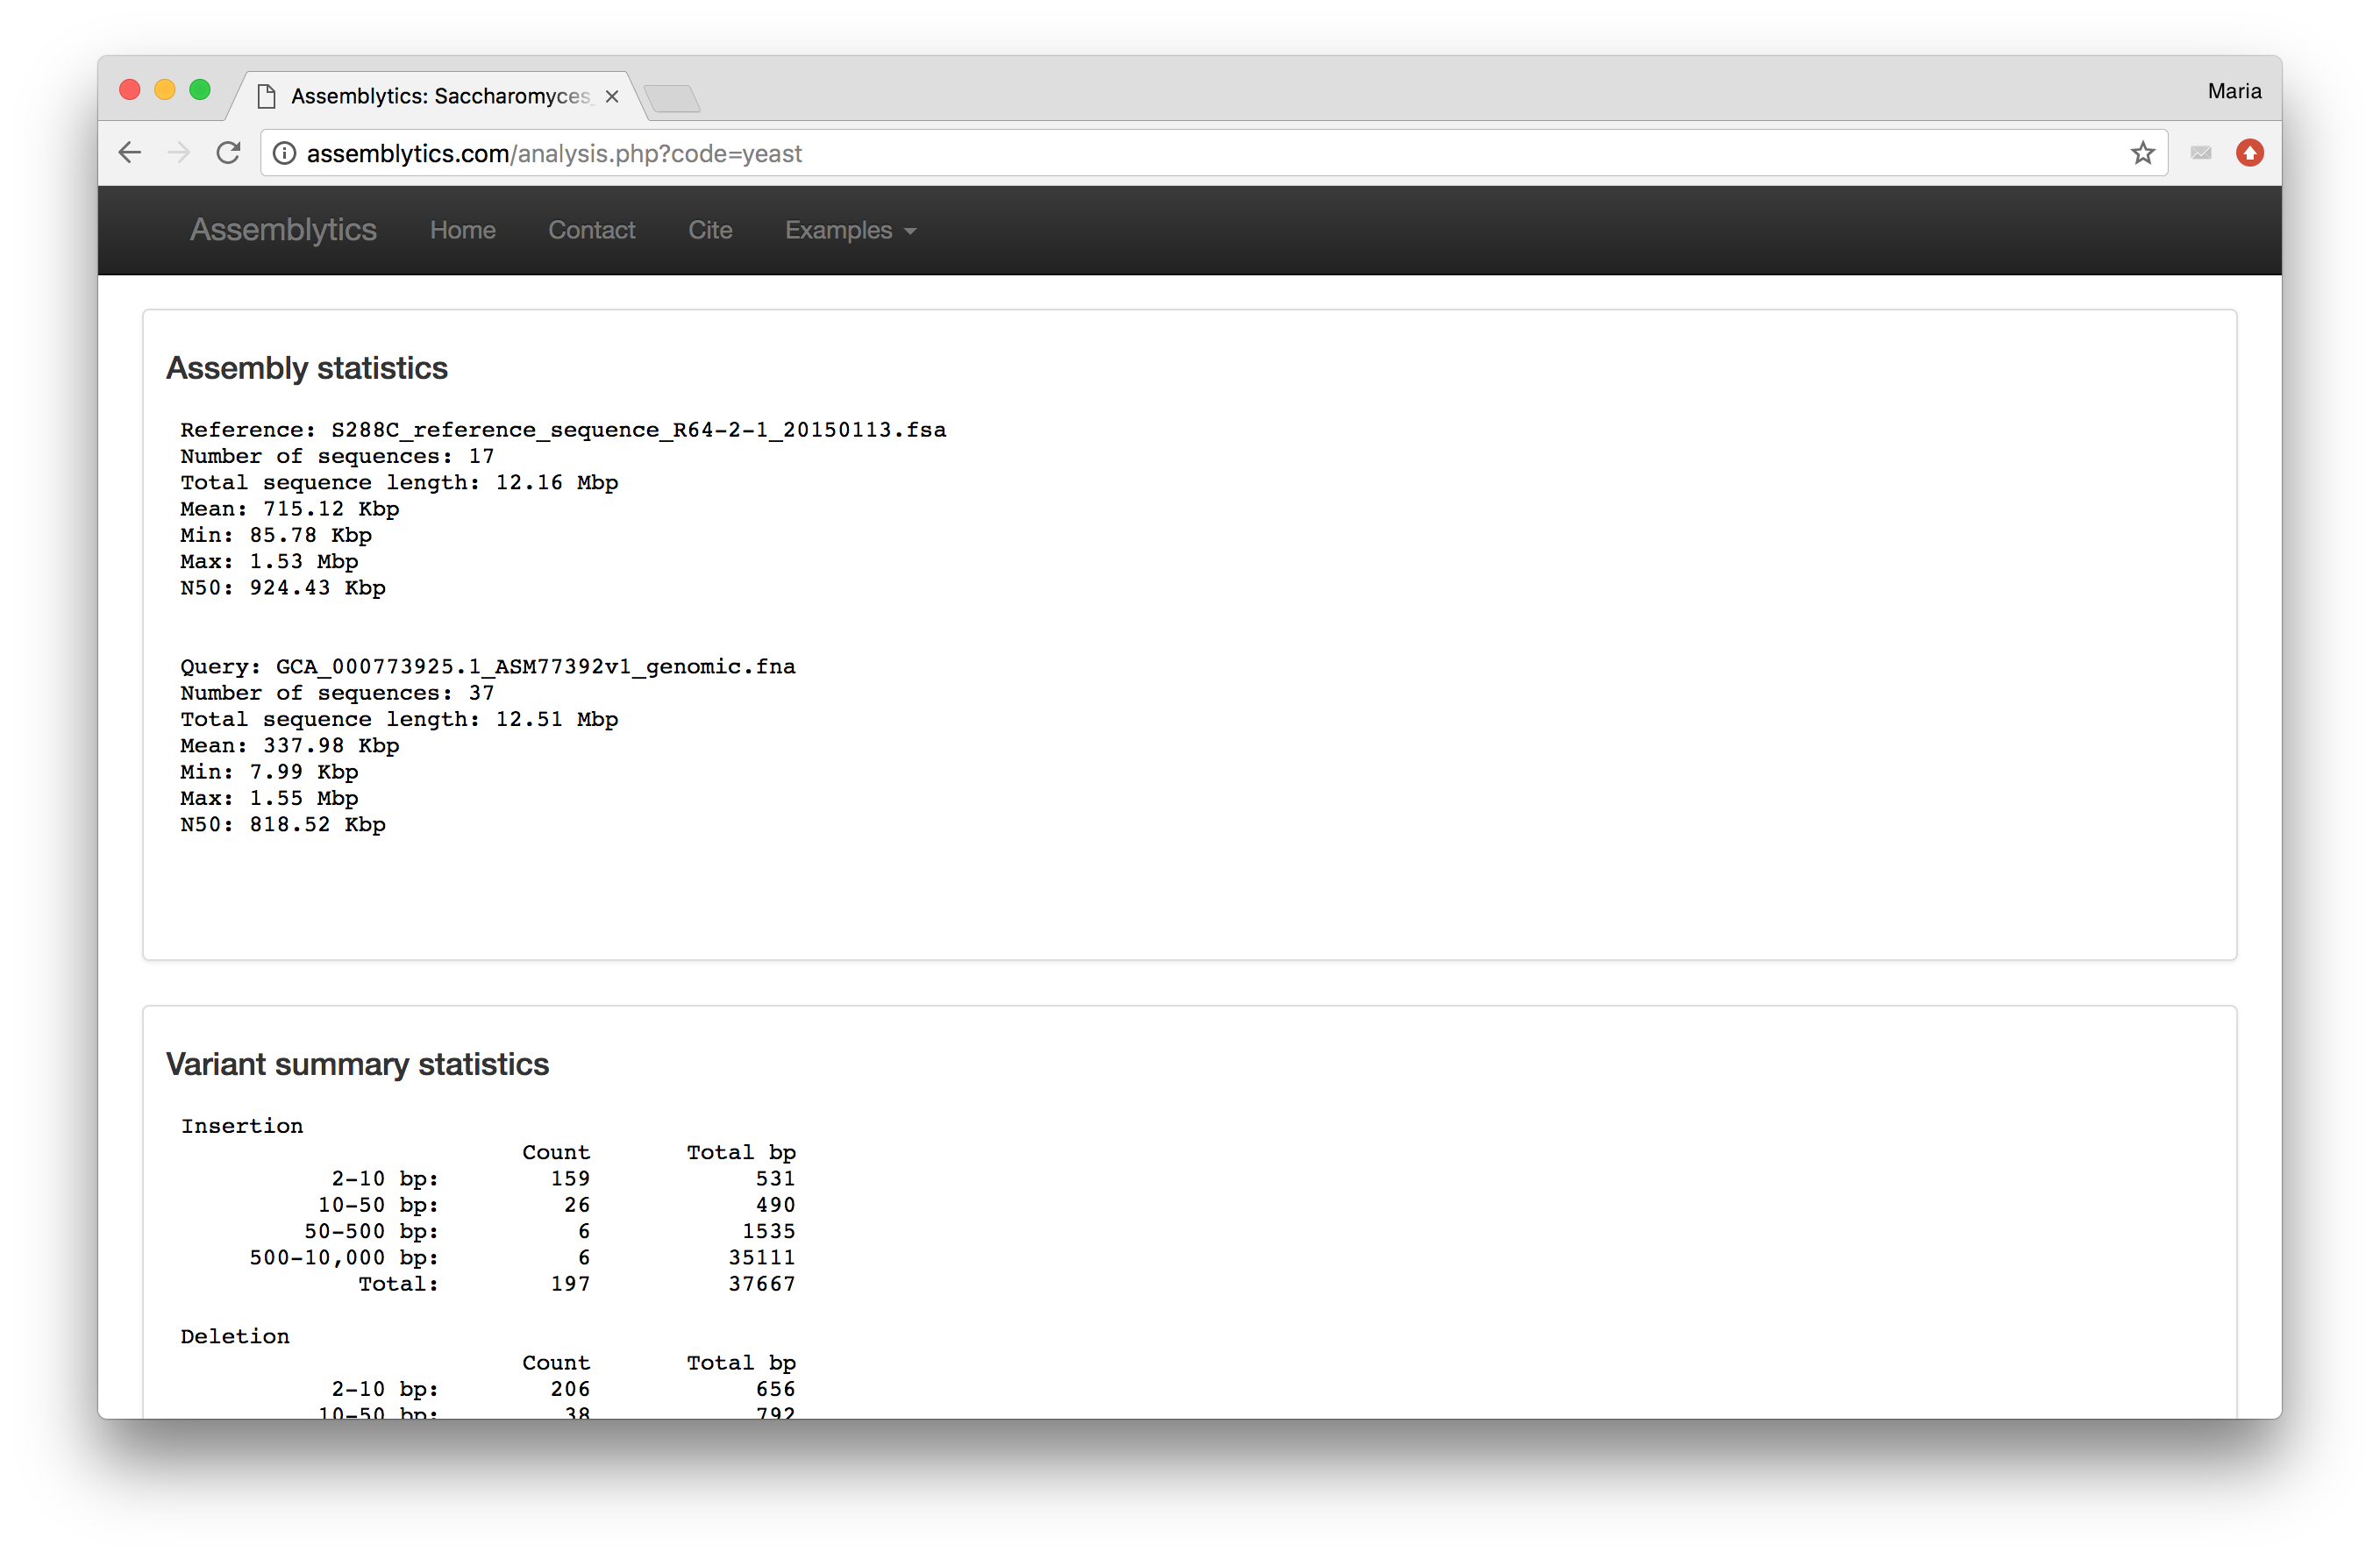 Assemblytics: Saccharomyces_
Maria
assemblytics.com/analysis.php?code=yeast
Assemblytics Home Contact Cite Examples
Assembly statistics
Reference: S288C_reference_sequence_R64-2-1_20150113.fsa
Number of sequences: 17
Total sequence length: 12.16 Mbp
Mean: 715.12 Kbp
Min: 85.78 Kbp
Max: 1.53 Mbp
N50: 924.43 Kbp
Query: GCA_000773925.1_ASM77392v1_genomic.fna
Number of sequences: 37
Total sequence length: 12.51 Mbp
Mean: 337.98 Kbp
Min: 7.99 Kbp
Max: 1.55 Mbp
N50: 818.52 Kbp
Variant summary statistics
Insertion
Count Total bp
2-10 bp: 159 531
10-50 bp: 26 490
50-500 bp: 6 1535
500-10,000 bp: 6 35111
Total: 197 37667
Deletion
Count Total bp
2-10 bp: 206 656
10-50 bp: 38 792